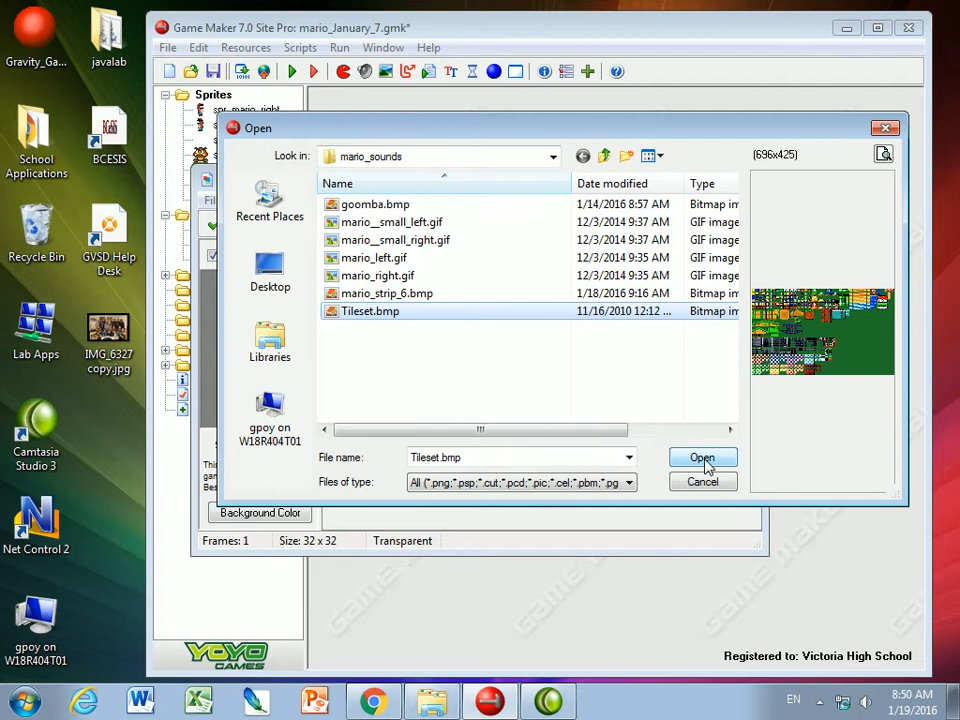 Gravity_Ga...
javalab
School
Applications
BCESIS
BCESIS
Recycle Bin
GVSD Help
Desk
Lab Apps
IMG_6327
copy.jpg
Camtasia
Studio 3
Net Control 2
gpoy on
W18R404T01
Game Maker 7.0 Site Pro: mario_January_7.gmk*
File Edit Resources Scripts Run Window Help
Sprites
spr_mario_right
Open
Look in: mario_sounds
(696x425)
Recent Places
Desktop
Libraries
gpoy on
W18R404T01
Name Date modified Type
goomba.bmp 1/14/2016 8:57 AM Bitmap im
mario__small_left.gif 12/3/2014 9:37 AM GIF image
mario__small_right.gif 12/3/2014 9:37 AM GIF image
mario_left.gif 12/3/2014 9:35 AM GIF image
mario_right.gif 12/3/2014 9:35 AM GIF image
mario_strip_6.bmp 1/18/2016 9:16 AM Bitmap im
Tileset.bmp 11/16/2010 12:12 ... Bitmap im
File name: Tileset.bmp Open
Files of type: All (*.png;*.psp;*.cut;*.pcd;*.pic;*.cel;*.pbm;*.pg Cancel
Background Color
Frames: 1 Size: 32 x 32 Transparent
YOYO
GAMES
Registered to: Victoria High School
EN
8:50 AM
1/19/2016